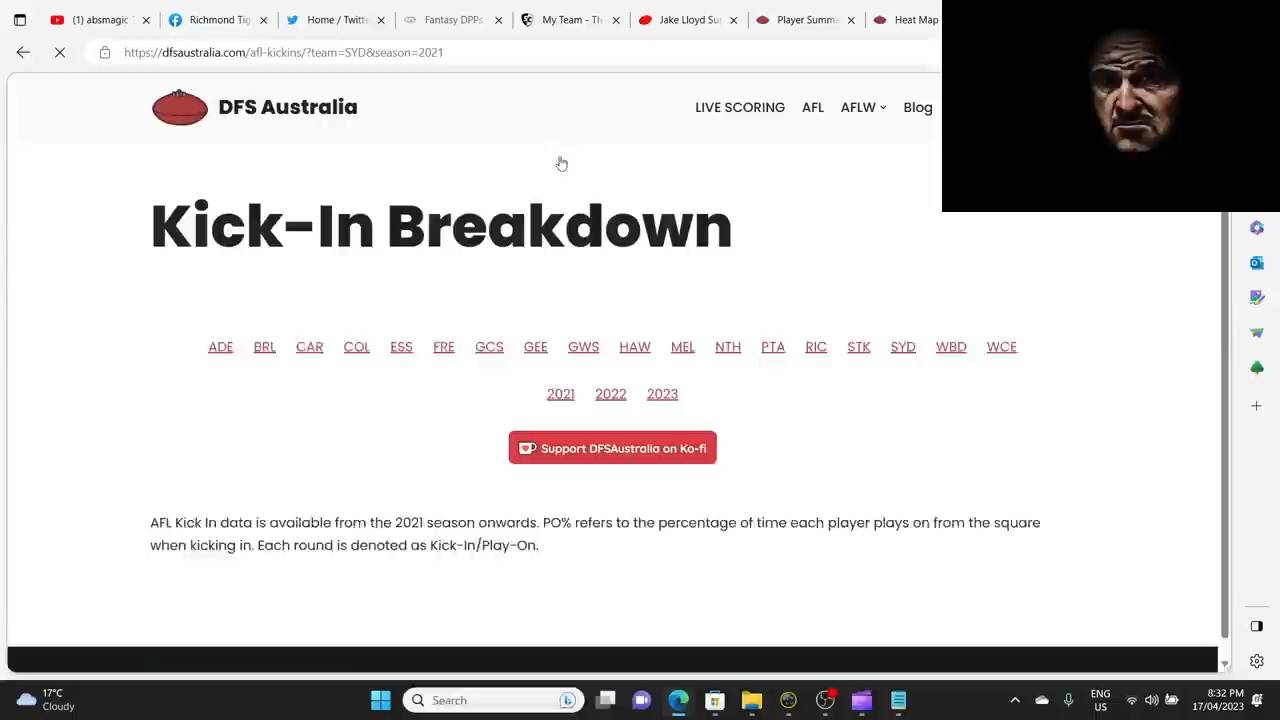 (1) absmagic
Richmond Tig
Home / Twitte
Fantasy DPPs
My Team - Th
Jake Lloyd Su
Player Summa
Heat Map
https://dfsaustralia.com/afl-kickins/?team=SYD&season=2021
DFS Australia
LIVE SCORING AFL AFLW Blog
Kick-In Breakdown
ADE BRL CAR COL ESS FRE GCS GEE GWS HAW MEL NTH PTA RIC STK SYD WBD WCE
2021 2022 2023
Support DFSAustralia on Ko-fi
AFL Kick In data is available from the 2021 season onwards. PO% refers to the percentage of time each player plays on from the square
when kicking in. Each round is denoted as Kick-In/Play-On.
17°C
Cloudy
Search
ENG
US
8:32 PM
17/04/2023